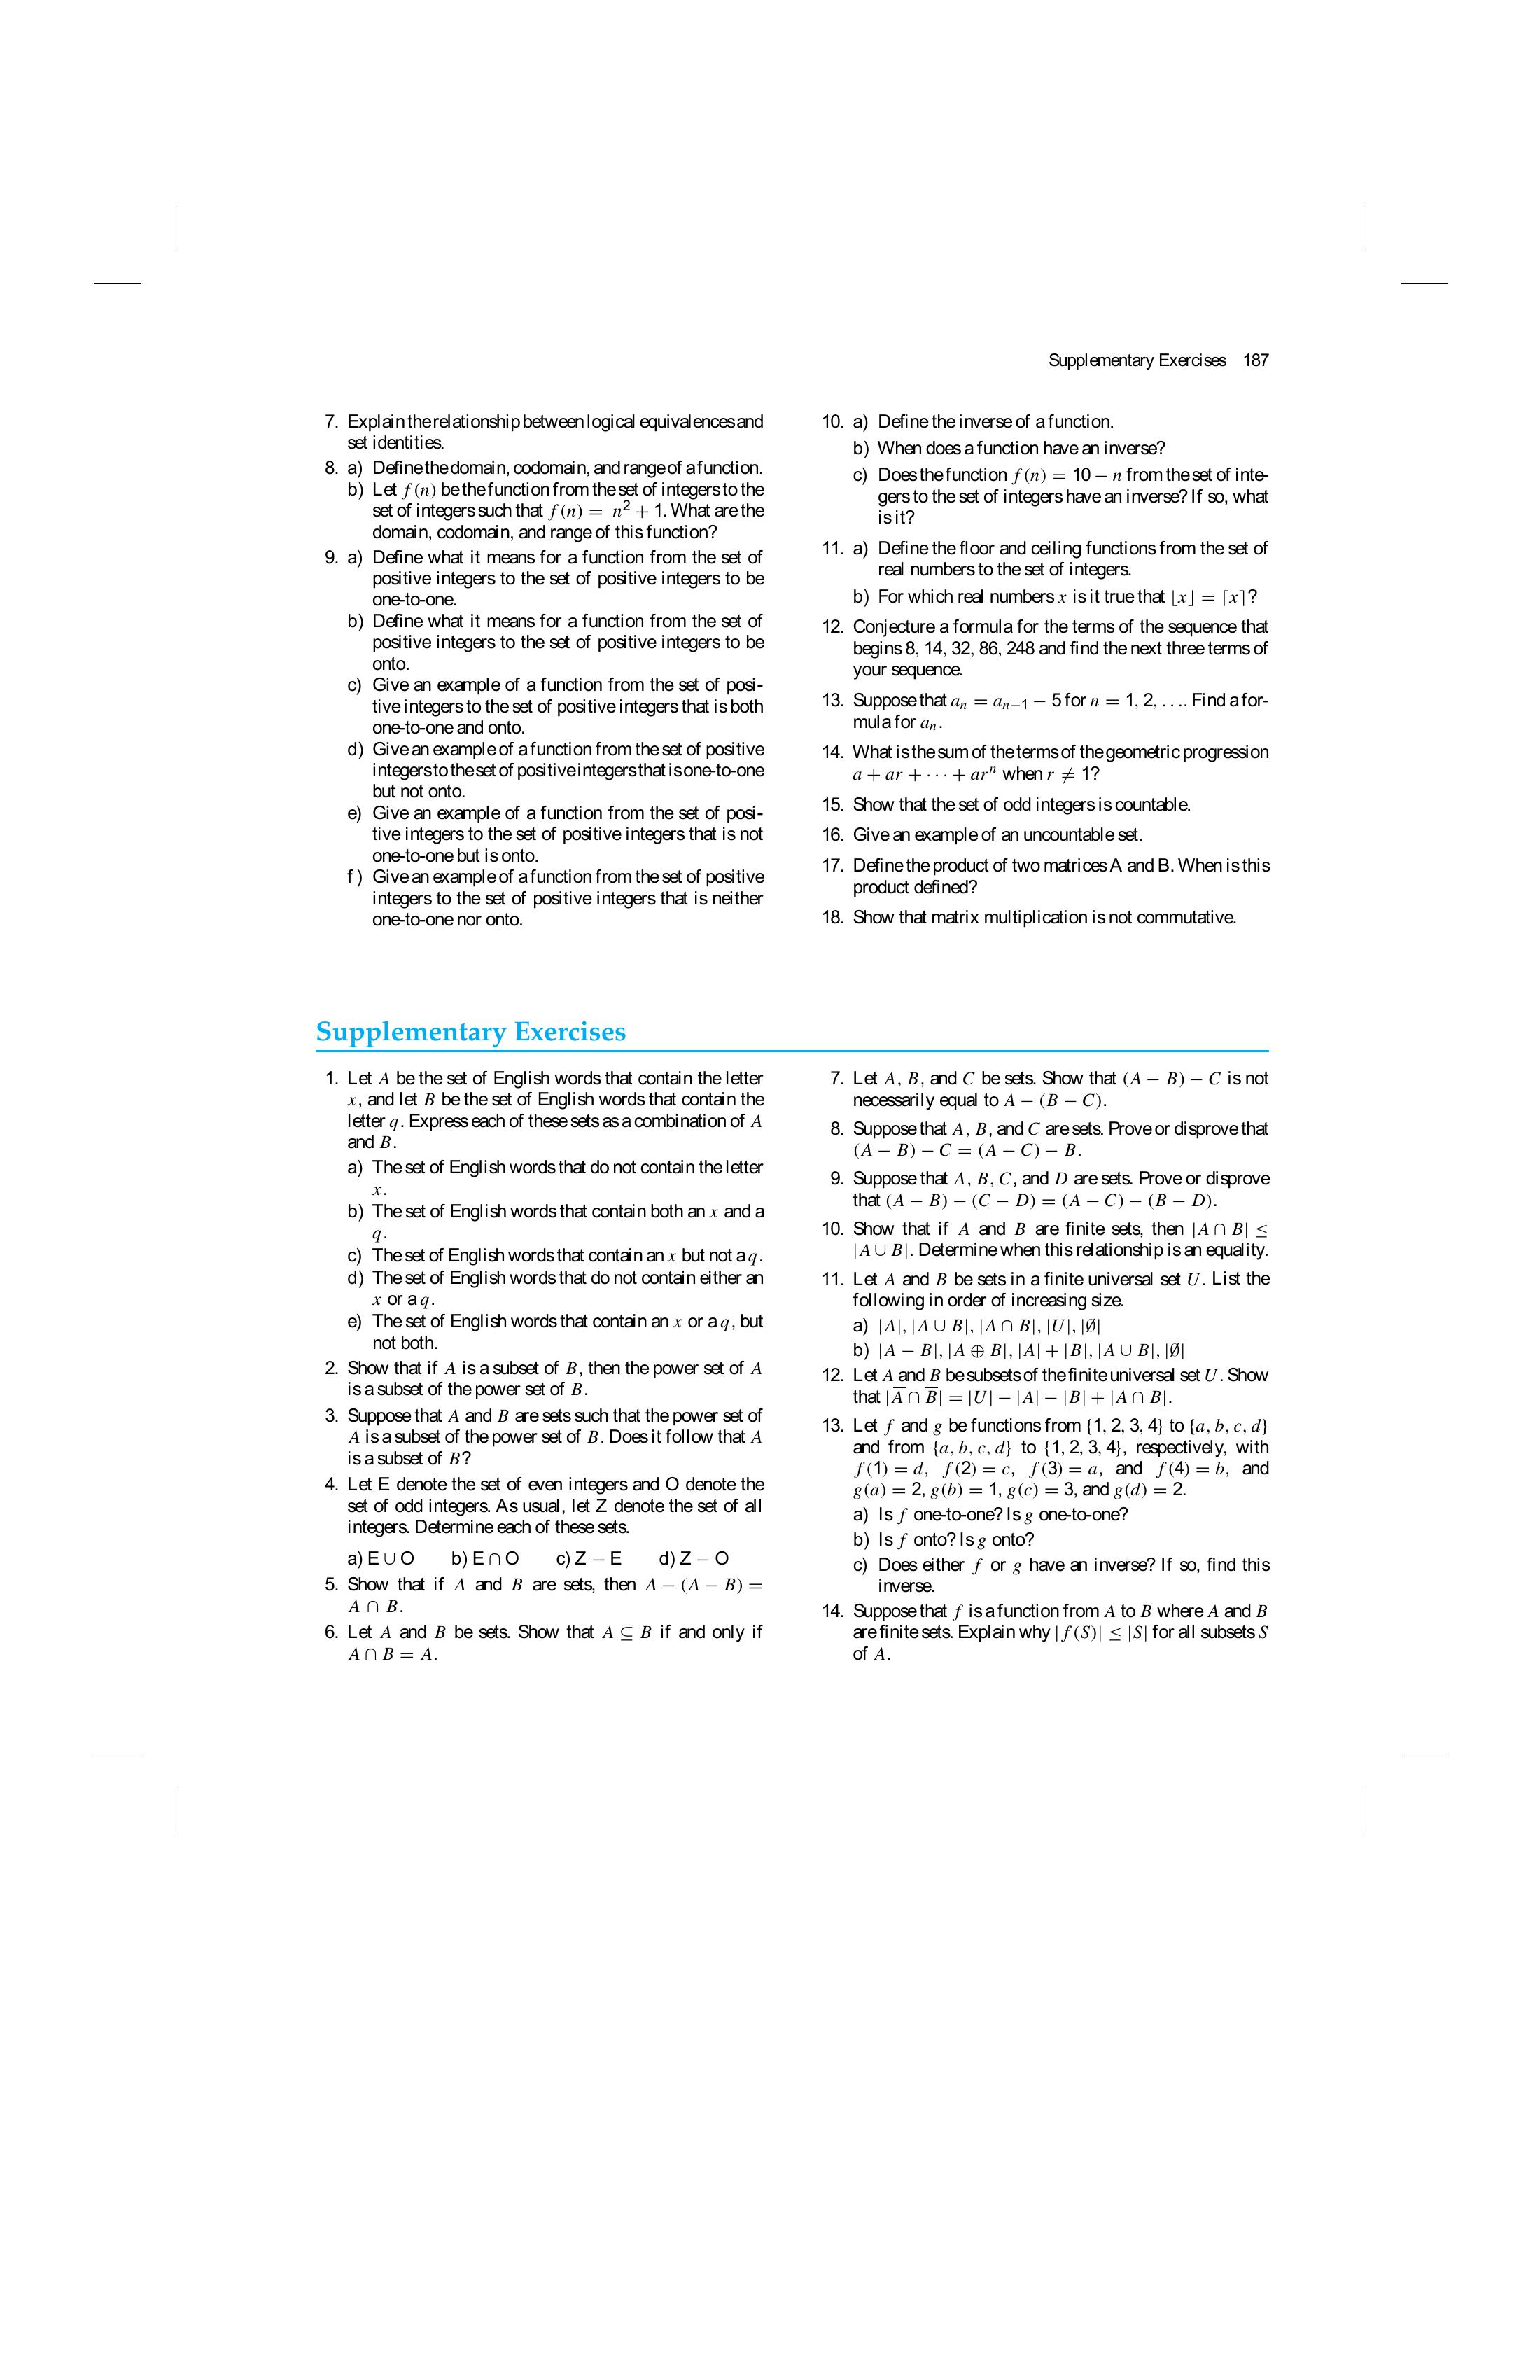 Supplementary Exercises 187
7. Explain the relationship between logical equivalences and
set identities.
8. a) Define the domain, codomain, and range of a function.
b) Let f(n) be the function from the set of integers to the
set of integers such that f(n) = n² + 1. What are the
domain, codomain, and range of this function?
9. a) Define what it means for a function from the set of
positive integers to the set of positive integers to be
one-to-one.
b) Define what it means for a function from the set of
positive integers to the set of positive integers to be
onto.
c) Give an example of a function from the set of posi-
tive integers to the set of positive integers that is both
one-to-one and onto.
d) Give an example of a function from the set of positive
integers to the set of positive integers that is one-to-one
but not onto.
e) Give an example of a function from the set of posi-
tive integers to the set of positive integers that is not
one-to-one but is onto.
f) Give an example of a function from the set of positive
integers to the set of positive integers that is neither
one-to-one nor onto.
10. a) Define the inverse of a function.
b) When does a function have an inverse?
c) Does the function f(n) = 10 − n from the set of inte-
gers to the set of integers have an inverse? If so, what
is it?
11. a) Define the floor and ceiling functions from the set of
real numbers to the set of integers.
b) For which real numbers x is it true that ⌊x⌋ = ⌈x⌉?
12. Conjecture a formula for the terms of the sequence that
begins 8, 14, 32, 86, 248 and find the next three terms of
your sequence.
13. Suppose that aₙ = aₙ₋₁ − 5 for n = 1, 2, . . . . Find a for-
mula for aₙ.
14. What is the sum of the terms of the geometric progression
a + ar + · · · + arⁿ when r ≠ 1?
15. Show that the set of odd integers is countable.
16. Give an example of an uncountable set.
17. Define the product of two matrices A and B. When is this
product defined?
18. Show that matrix multiplication is not commutative.
Supplementary Exercises
1. Let A be the set of English words that contain the letter
x, and let B be the set of English words that contain the
letter q. Express each of these sets as a combination of A
and B.
a) The set of English words that do not contain the letter
x.
b) The set of English words that contain both an x and a
q.
c) The set of English words that contain an x but not a q.
d) The set of English words that do not contain either an
x or a q.
e) The set of English words that contain an x or a q, but
not both.
2. Show that if A is a subset of B, then the power set of A
is a subset of the power set of B.
3. Suppose that A and B are sets such that the power set of
A is a subset of the power set of B. Does it follow that A
is a subset of B?
4. Let E denote the set of even integers and O denote the
set of odd integers. As usual, let Z denote the set of all
integers. Determine each of these sets.
a) E ∪ O b) E ∩ O c) Z − E d) Z − O
5. Show that if A and B are sets, then A − (A − B) =
A ∩ B.
6. Let A and B be sets. Show that A ⊆ B if and only if
A ∩ B = A.
7. Let A, B, and C be sets. Show that (A − B) − C is not
necessarily equal to A − (B − C).
8. Suppose that A, B, and C are sets. Prove or disprove that
(A − B) − C = (A − C) − B.
9. Suppose that A, B, C, and D are sets. Prove or disprove
that (A − B) − (C − D) = (A − C) − (B − D).
10. Show that if A and B are finite sets, then |A ∩ B| ≤
|A ∪ B|. Determine when this relationship is an equality.
11. Let A and B be sets in a finite universal set U. List the
following in order of increasing size.
a) |A|, |A ∪ B|, |A ∩ B|, |U|, |∅|
b) |A − B|, |A ⊕ B|, |A| + |B|, |A ∪ B|, |∅|
12. Let A and B be subsets of the finite universal set U. Show
that |A̅ ∩ B̅| = |U| − |A| − |B| + |A ∩ B|.
13. Let f and g be functions from {1, 2, 3, 4} to {a, b, c, d}
and from {a, b, c, d} to {1, 2, 3, 4}, respectively, with
f(1) = d, f(2) = c, f(3) = a, and f(4) = b, and
g(a) = 2, g(b) = 1, g(c) = 3, and g(d) = 2.
a) Is f one-to-one? Is g one-to-one?
b) Is f onto? Is g onto?
c) Does either f or g have an inverse? If so, find this
inverse.
14. Suppose that f is a function from A to B where A and B
are finite sets. Explain why |f(S)| ≤ |S| for all subsets S
of A.